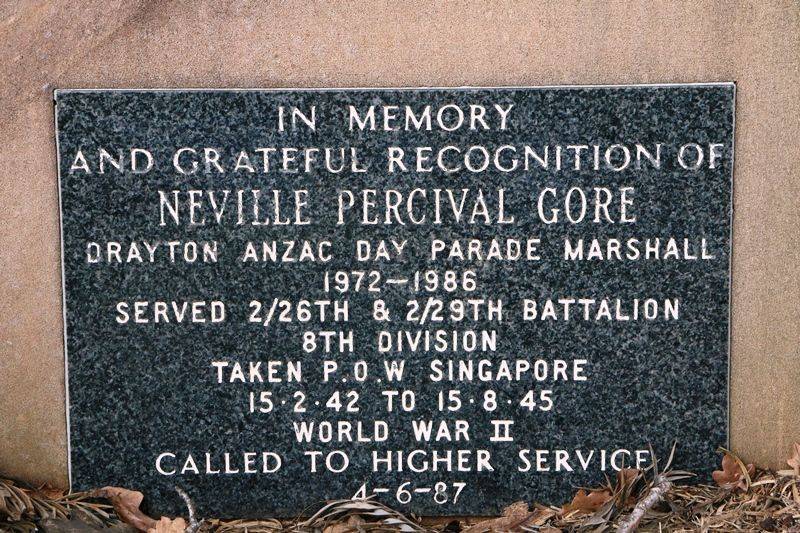 IN MEMORY
AND GRATEFUL RECOGNITION OF
NEVILLE PERCIVAL GORE
DRAYTON ANZAC DAY PARADE MARSHALL
1972-1986
SERVED 2/26TH & 2/29TH BATTALION
8TH DIVISION
TAKEN P.O.W SINGAPORE
15·2·42 TO 15·8·45
WORLD WAR II
CALLED TO HIGHER SERVICE
4-6-87